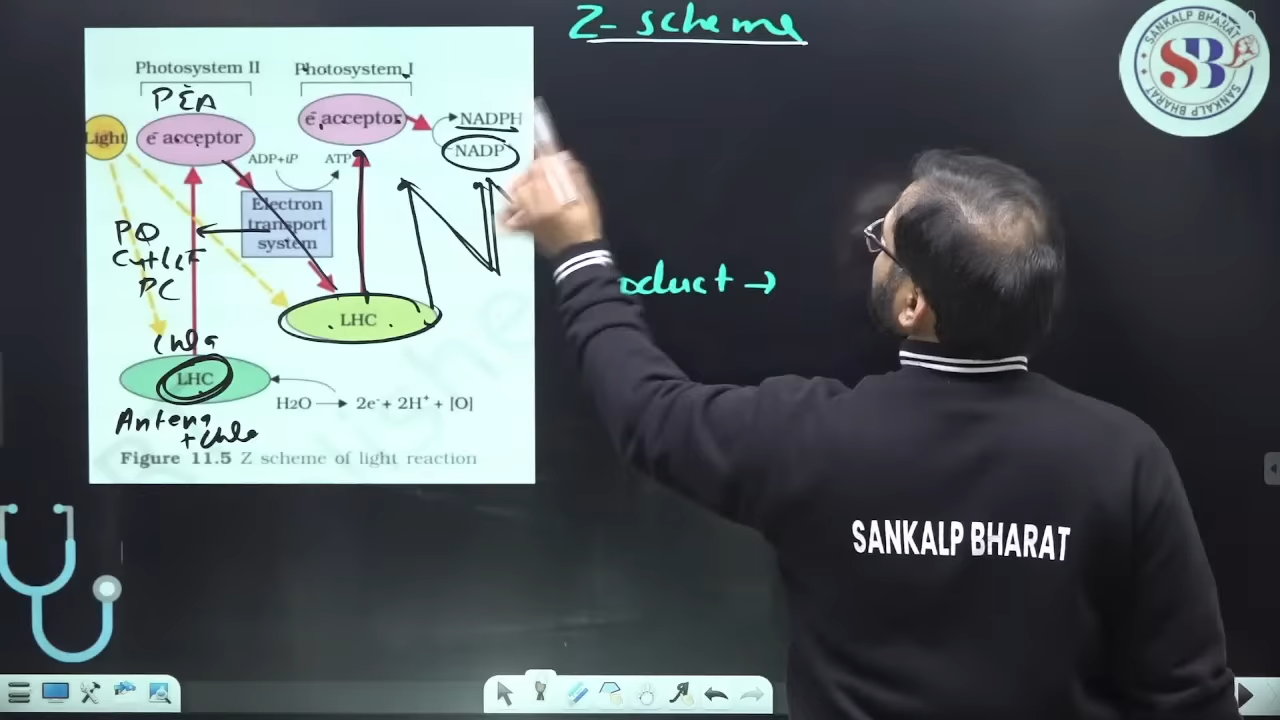 Z- scheme
SANKALP BHARAT
SB
SANKALP BHARAT
Photosystem II
Photosystem I
PEA
Light
e acceptor
e acceptor
NADPH
NADP
ADP+iP
ATP
Electron
transport
system
PQ
PC
oduct →
LHC
Chla
LHC
H2O → 2e⁻ + 2H⁺ + [O]
Antena
+ Chla
Figure 11.5 Z scheme of light reaction
SANKALP BHARAT